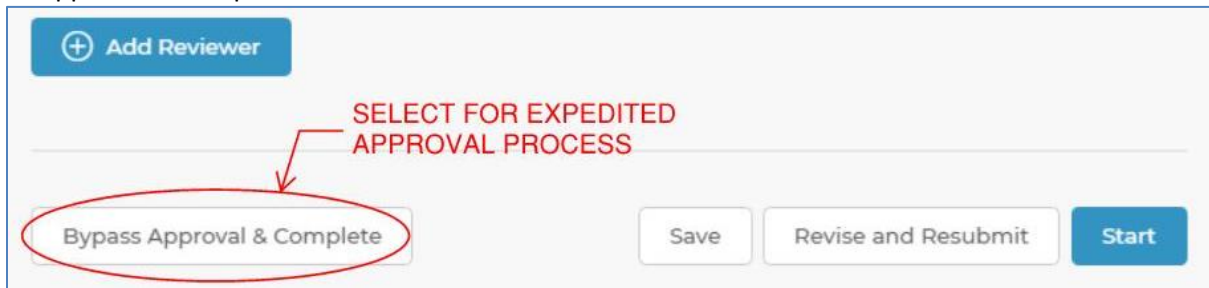 Add Reviewer
SELECT FOR EXPEDITED
APPROVAL PROCESS
Bypass Approval & Complete
Save
Revise and Resubmit
Start